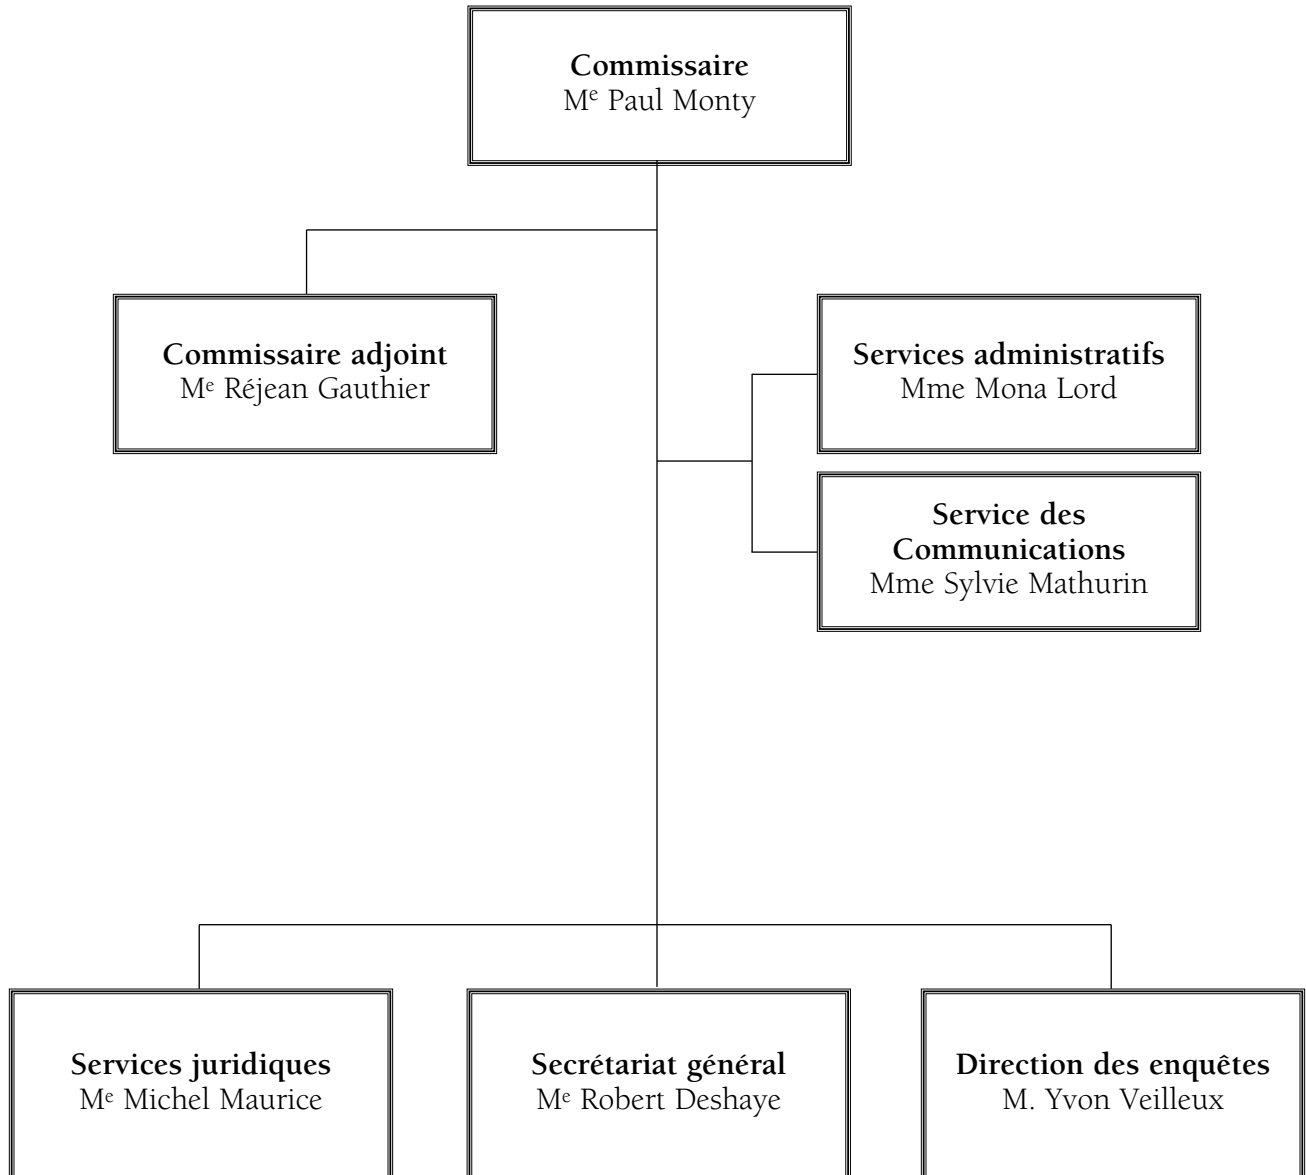 Commissaire
Me Paul Monty
Commissaire adjoint
Me Réjean Gauthier
Services administratifs
Mme Mona Lord
Service des
Communications
Mme Sylvie Mathurin
Services juridiques
Me Michel Maurice
Secrétariat général
Me Robert Deshaye
Direction des enquêtes
M. Yvon Veilleux